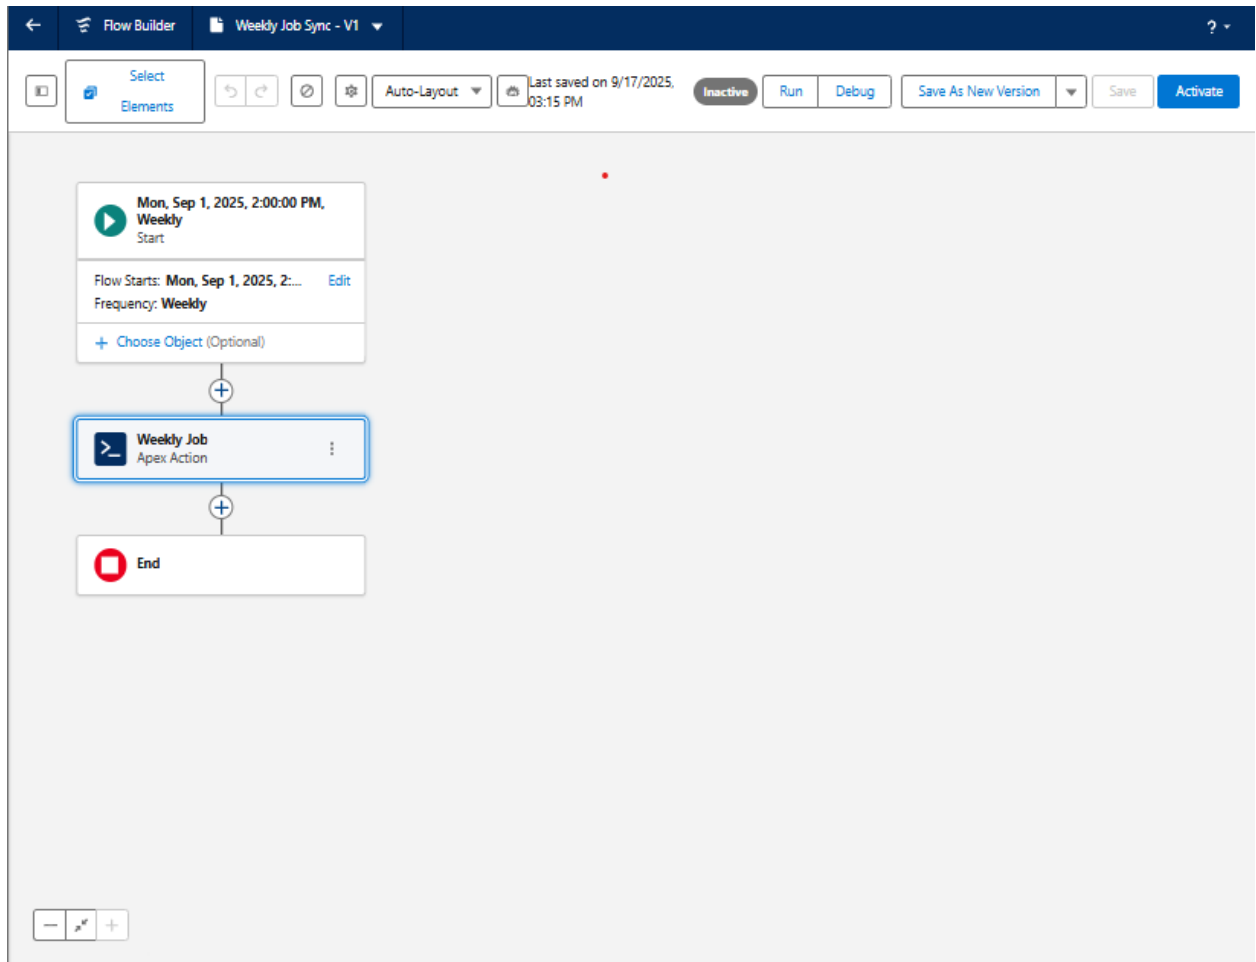 Flow Builder
Weekly Job Sync - V1
? 
Select
Elements
Auto-Layout
Last saved on 9/17/2025,
03:15 PM
Inactive
Run
Debug
Save As New Version
Save
Activate
Mon, Sep 1, 2025, 2:00:00 PM,
Weekly
Start
Flow Starts: Mon, Sep 1, 2025, 2:... Edit
Frequency: Weekly
+ Choose Object (Optional)
Weekly Job
Apex Action
End